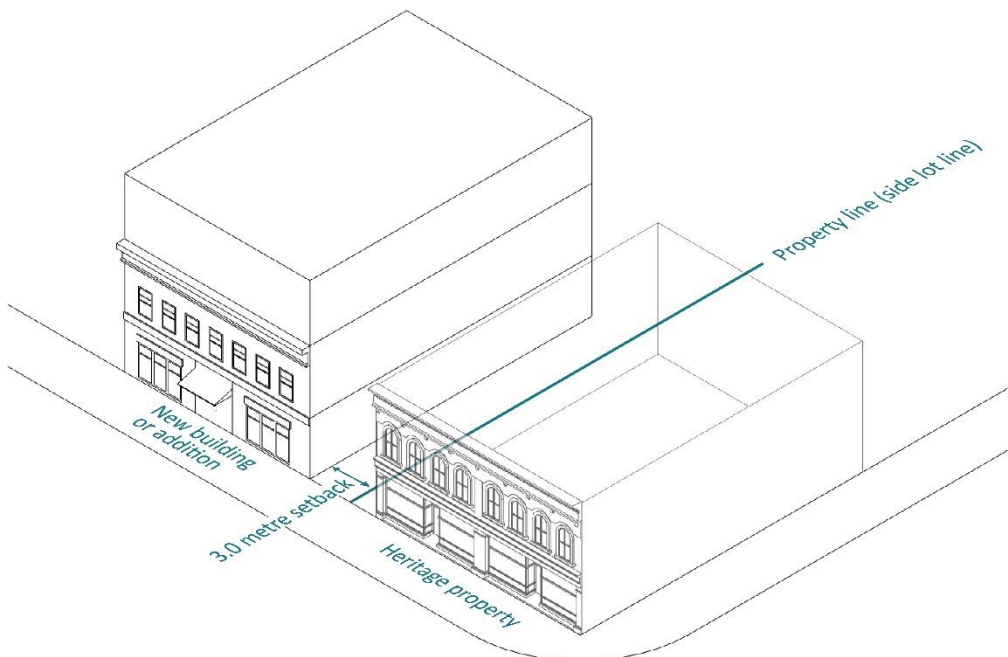 Property line (side lot line)
New building
or addition
3.0 metre setback
Heritage property